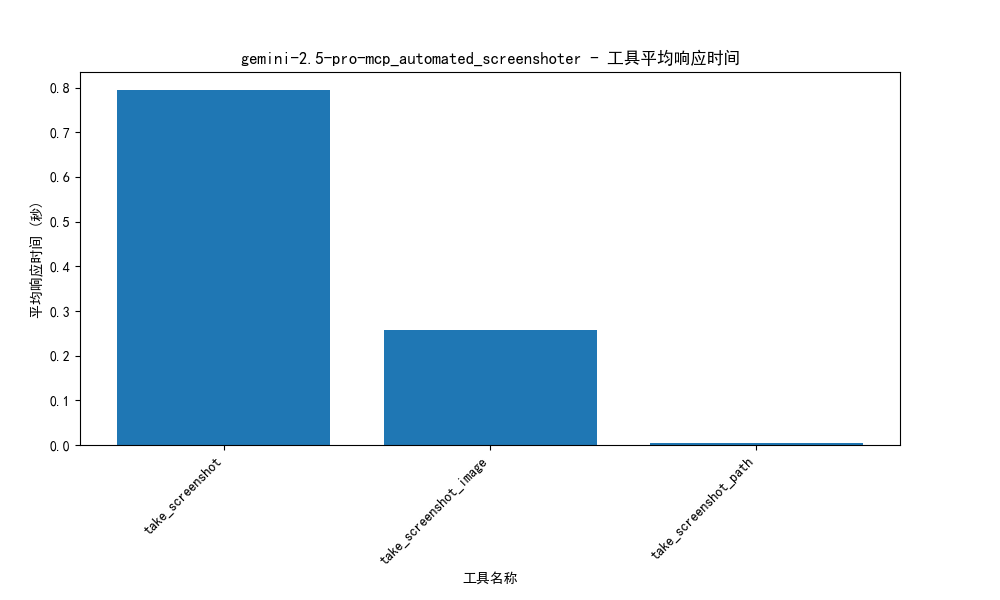 gemini-2.5-pro-mcp_automated_screenshoter - 工具平均响应时间
平均响应时间 (秒)
0.8
0.7
0.6
0.5
0.4
0.3
0.2
0.1
0.0
take_screenshot
take_screenshot_image
take_screenshot_path
工具名称